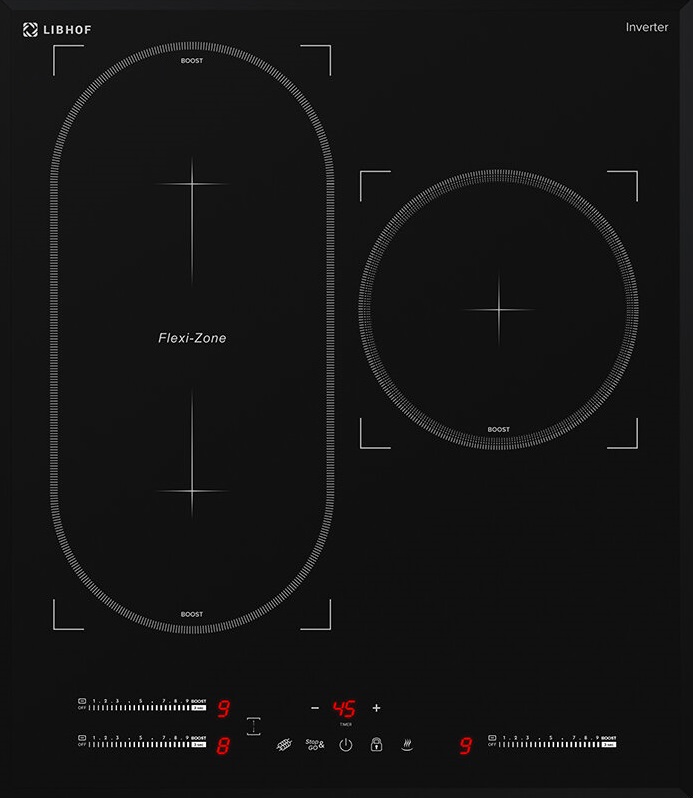 LIBHOF
Inverter
BOOST
Flexi-Zone
BOOST
BOOST
OFF 1 . 2 . 3 . 5 . 7 . 8 . 9 BOOST
9
− 45 +
TIMER
OFF 1 . 2 . 3 . 5 . 7 . 8 . 9 BOOST
8
Stop& GO
9
OFF 1 . 2 . 3 . 5 . 7 . 8 . 9 BOOST